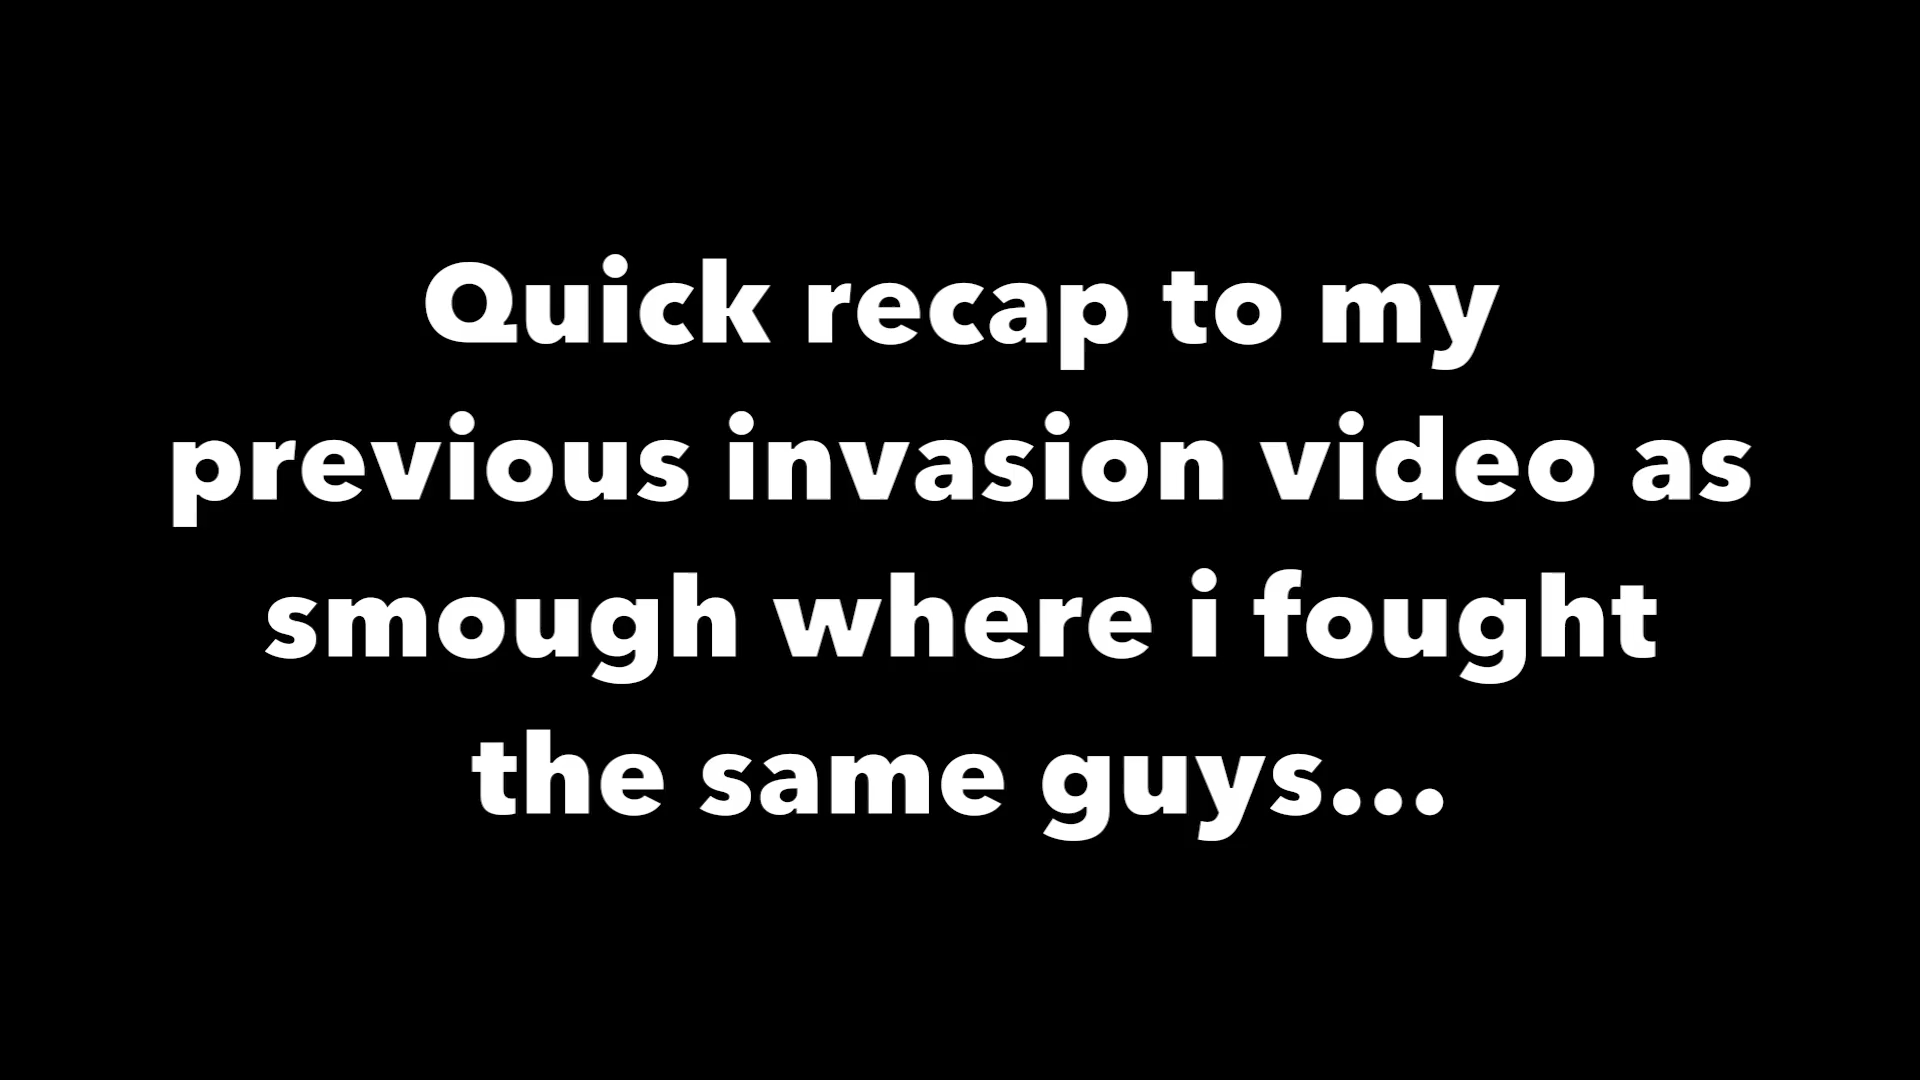 Quick recap to my
previous invasion video as
smough where i fought
the same guys...